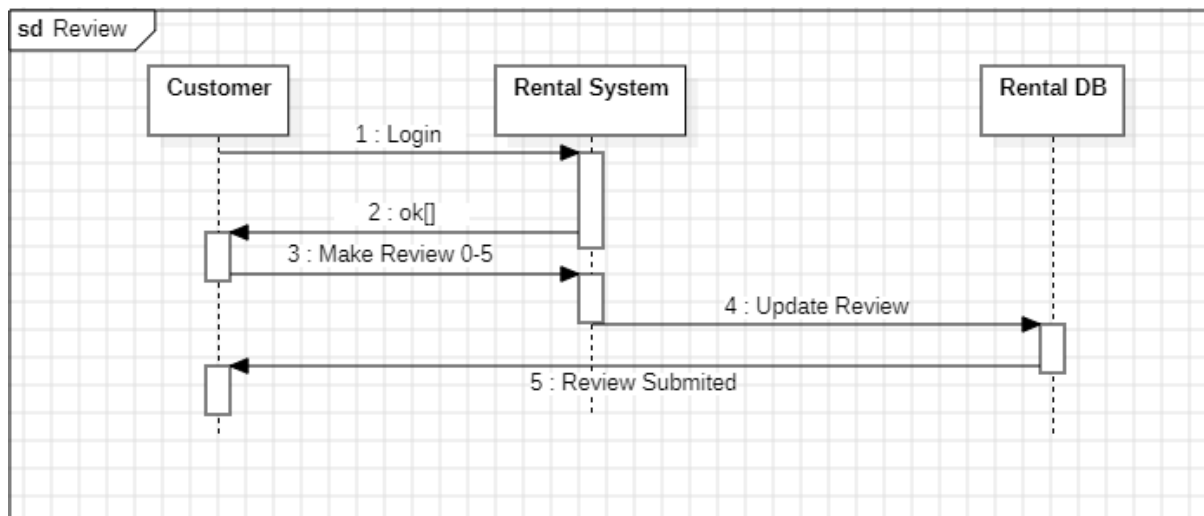 sd Review
Customer
Rental System
Rental DB
1 : Login
2 : ok[]
3 : Make Review 0-5
4 : Update Review
5 : Review Submited